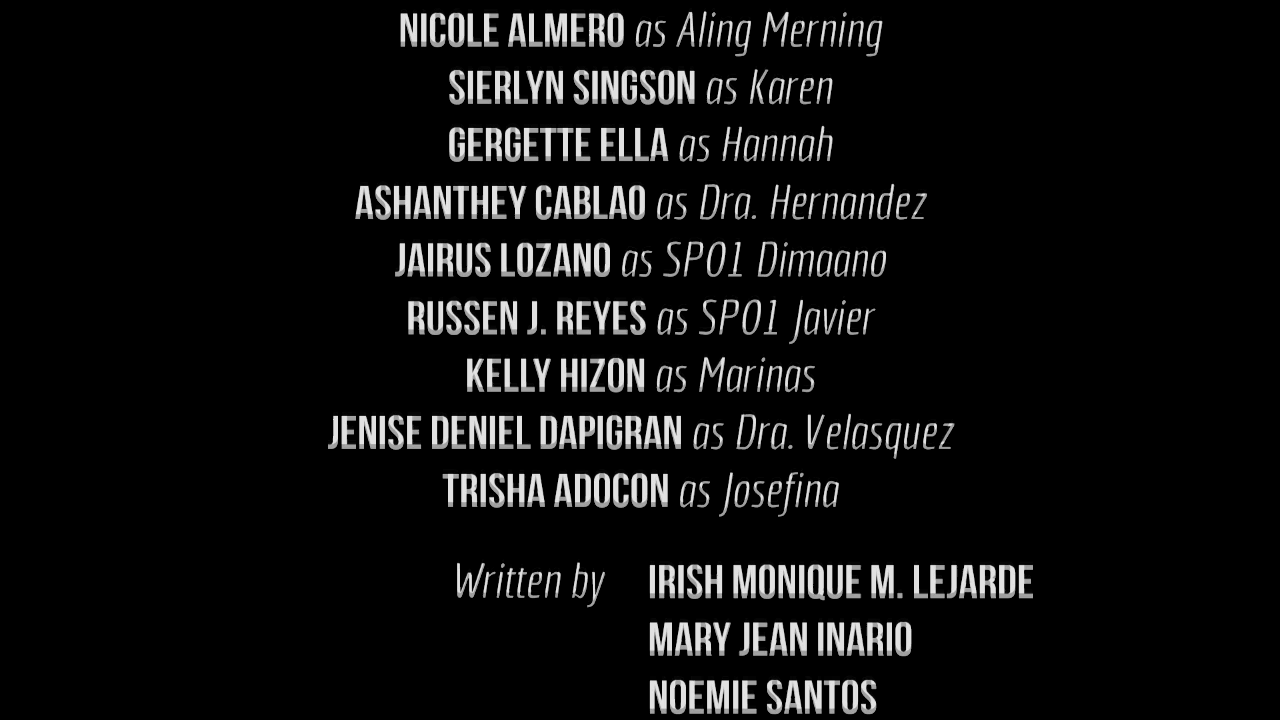 NICOLE ALMERO as Aling Merning
SIERLYN SINGSON as Karen
GERGETTE ELLA as Hannah
ASHANTHEY CABLAO as Dra. Hernandez
JAIRUS LOZANO as SPO1 Dimaano
RUSSEN J. REYES as SPO1 Javier
KELLY HIZON as Marinas
JENISE DENIEL DAPIGRAN as Dra. Velasquez
TRISHA ADOCON as Josefina
Written by IRISH MONIQUE M. LEJARDE
MARY JEAN INARIO
NOEMIE SANTOS